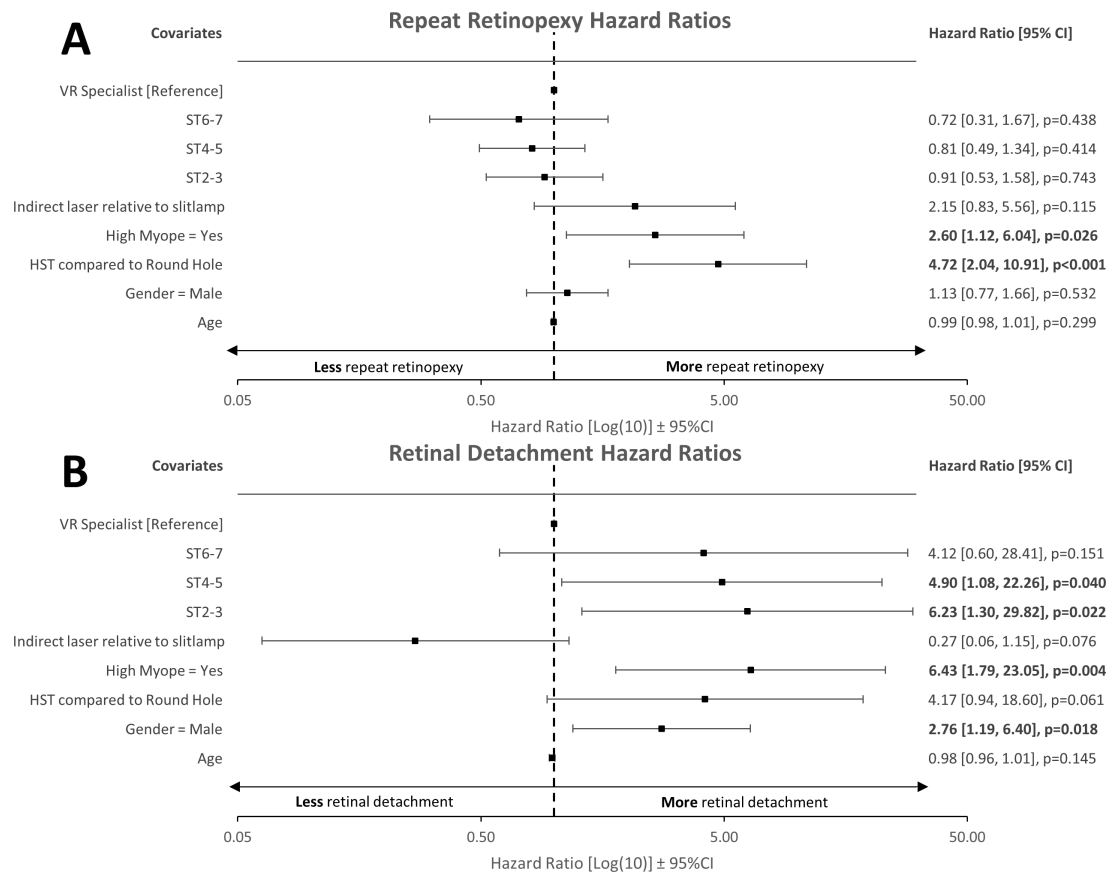 A
Repeat Retinopexy Hazard Ratios
Covariates
Hazard Ratio [95% CI]
VR Specialist [Reference]
ST6-7 0.72 [0.31, 1.67], p=0.438
ST4-5 0.81 [0.49, 1.34], p=0.414
ST2-3 0.91 [0.53, 1.58], p=0.743
Indirect laser relative to slitlamp 2.15 [0.83, 5.56], p=0.115
High Myope = Yes 2.60 [1.12, 6.04], p=0.026
HST compared to Round Hole 4.72 [2.04, 10.91], p<0.001
Gender = Male 1.13 [0.77, 1.66], p=0.532
Age 0.99 [0.98, 1.01], p=0.299
Less repeat retinopexy More repeat retinopexy
0.05 0.50 5.00 50.00
Hazard Ratio [Log(10)] ± 95%CI
B
Retinal Detachment Hazard Ratios
Covariates
Hazard Ratio [95% CI]
VR Specialist [Reference]
ST6-7 4.12 [0.60, 28.41], p=0.151
ST4-5 4.90 [1.08, 22.26], p=0.040
ST2-3 6.23 [1.30, 29.82], p=0.022
Indirect laser relative to slitlamp 0.27 [0.06, 1.15], p=0.076
High Myope = Yes 6.43 [1.79, 23.05], p=0.004
HST compared to Round Hole 4.17 [0.94, 18.60], p=0.061
Gender = Male 2.76 [1.19, 6.40], p=0.018
Age 0.98 [0.96, 1.01], p=0.145
Less retinal detachment More retinal detachment
0.05 0.50 5.00 50.00
Hazard Ratio [Log(10)] ± 95%CI